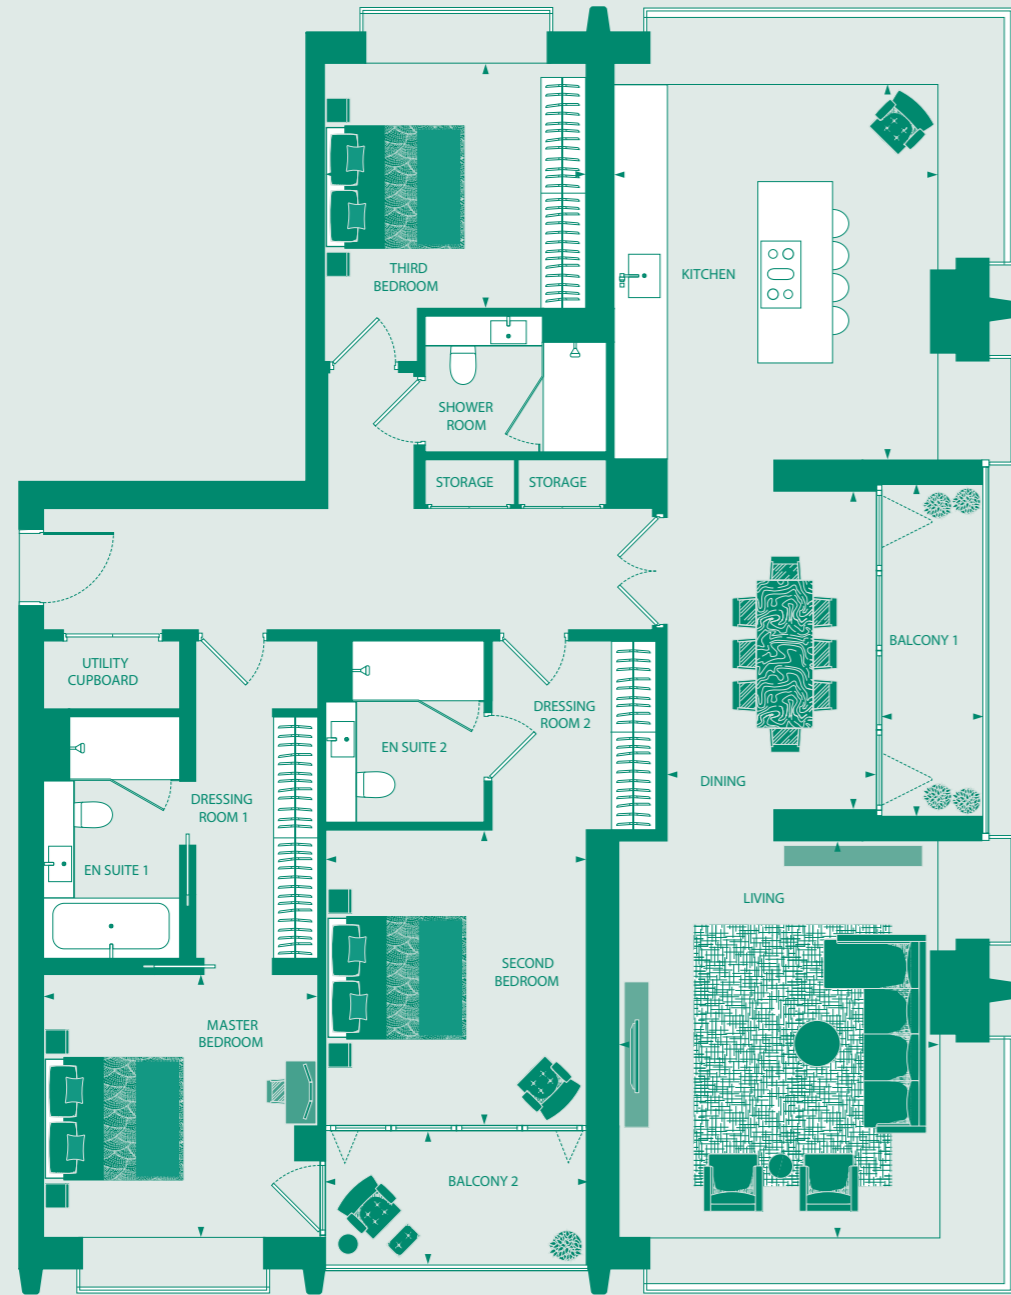 THIRD
BEDROOM
KITCHEN
SHOWER
ROOM
STORAGE
STORAGE
BALCONY 1
UTILITY
CUPBOARD
DRESSING
ROOM 2
EN SUITE 2
DINING
DRESSING
ROOM 1
EN SUITE 1
LIVING
SECOND
BEDROOM
MASTER
BEDROOM
BALCONY 2